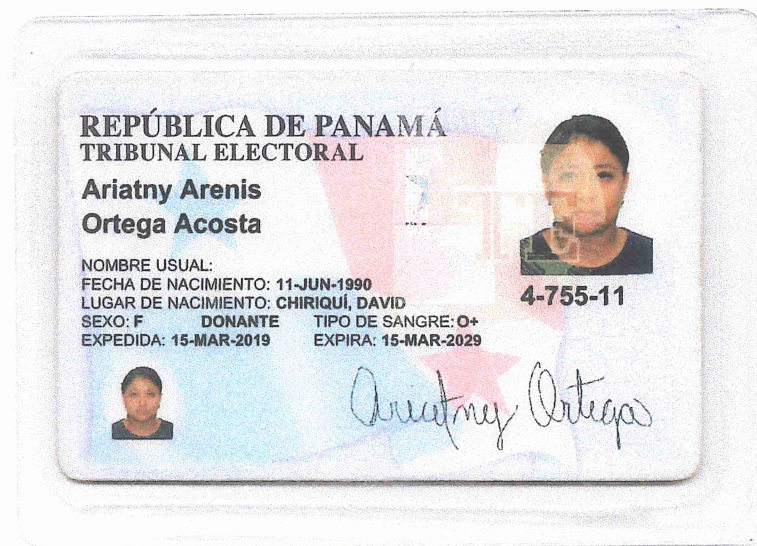 REPÚBLICA DE PANAMÁ
TRIBUNAL ELECTORAL
Ariatny Arenis
Ortega Acosta
NOMBRE USUAL:
FECHA DE NACIMIENTO: 11-JUN-1990
LUGAR DE NACIMIENTO: CHIRIQUÍ, DAVID
SEXO: F DONANTE TIPO DE SANGRE: O+
EXPEDIDA: 15-MAR-2019 EXPIRA: 15-MAR-2029
4-755-11
Ariatny Ortega